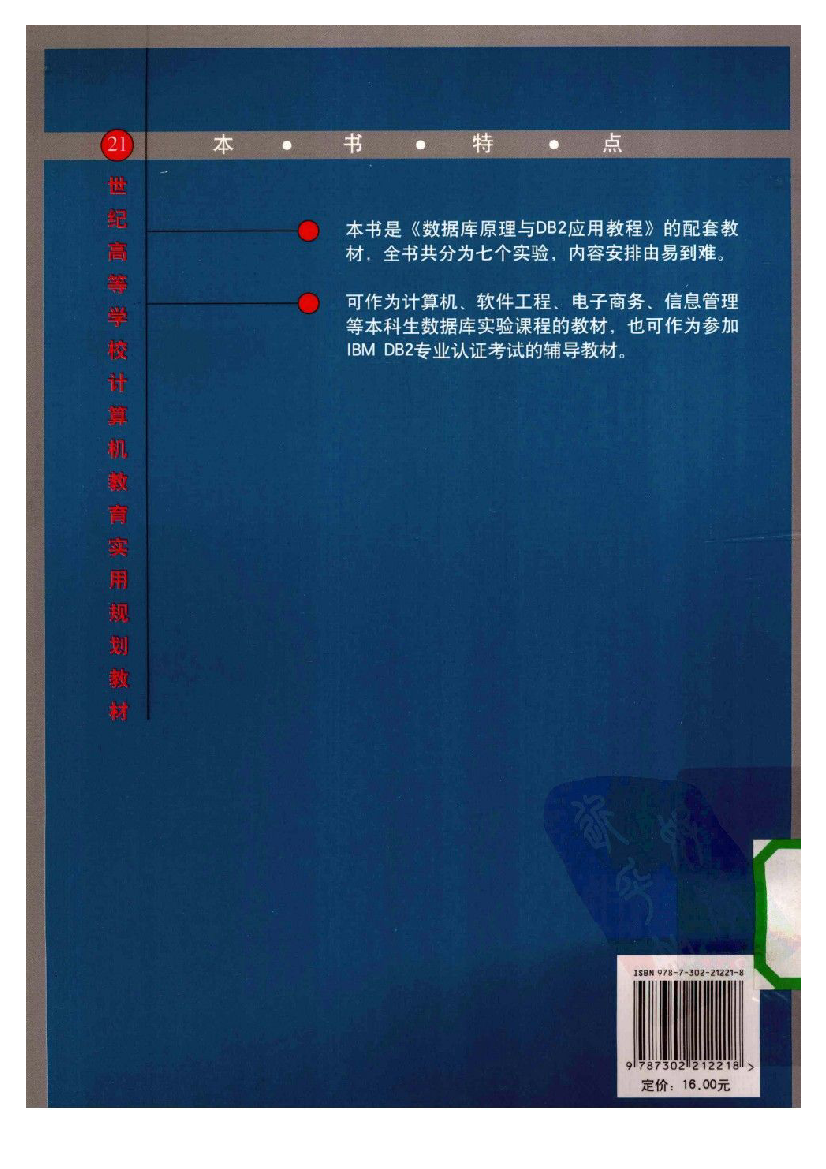 本·书·特·点
21世纪高等学校计算机教育实用规划教材
本书是《数据库原理与DB2应用教程》的配套教
材，全书共分为七个实验，内容安排由易到难。
可作为计算机、软件工程、电子商务、信息管理
等本科生数据库实验课程的教材，也可作为参加
IBM DB2专业认证考试的辅导教材。
ISBN 978-7-302-21221-8
9 787302 212218 >
定价：16.00元